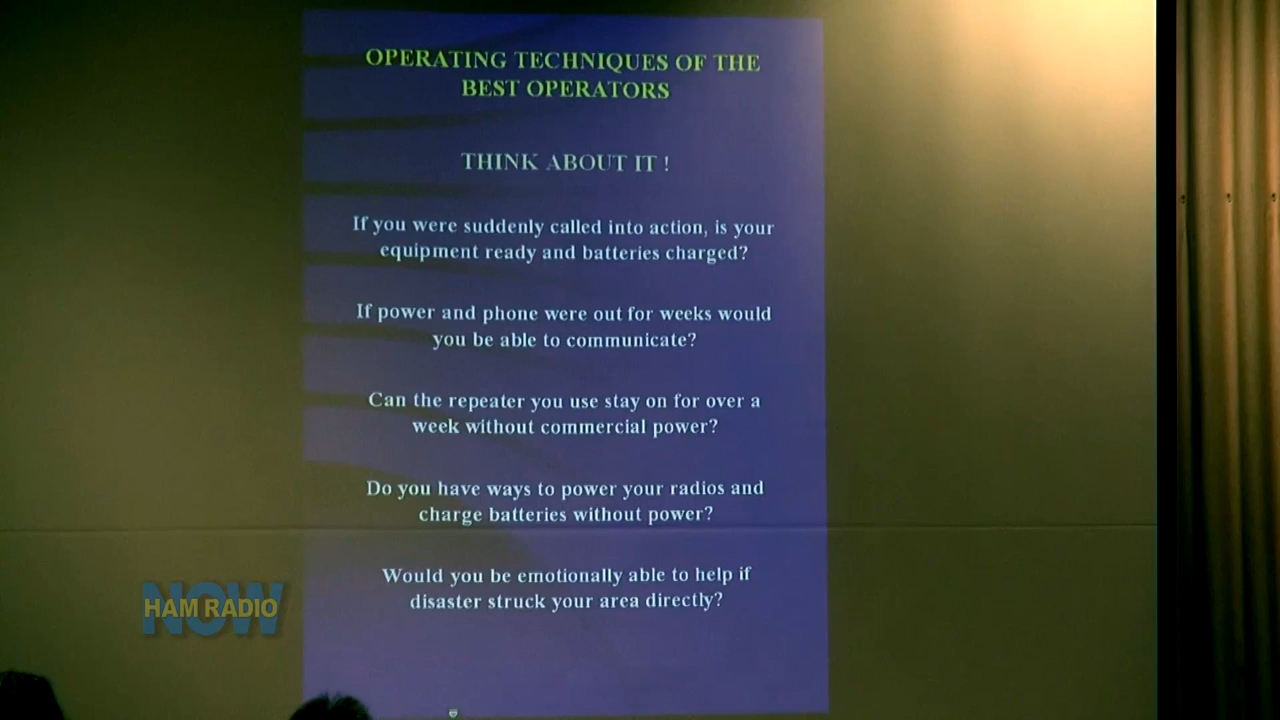 OPERATING TECHNIQUES OF THE
BEST OPERATORS
THINK ABOUT IT !
If you were suddenly called into action, is your
equipment ready and batteries charged?
If power and phone were out for weeks would
you be able to communicate?
Can the repeater you use stay on for over a
week without commercial power?
Do you have ways to power your radios and
charge batteries without power?
Would you be emotionally able to help if
disaster struck your area directly?
NOW
HAM RADIO